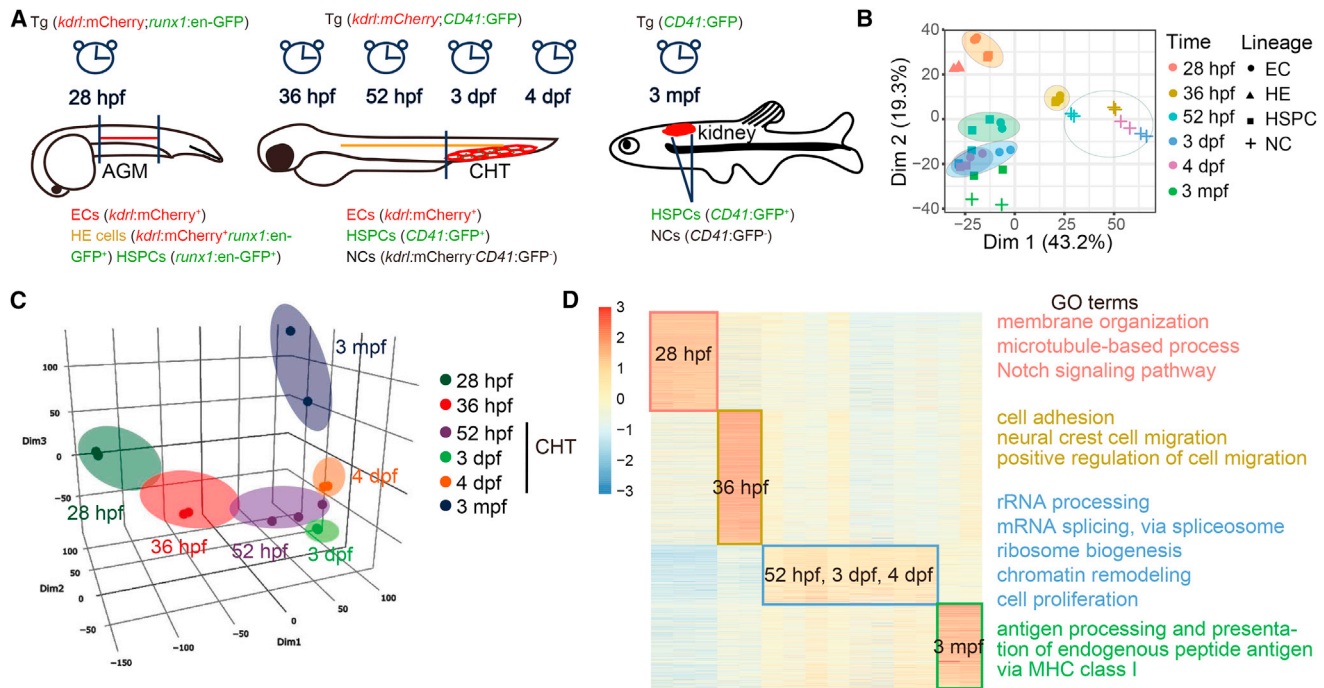 A
Tg (kdrl:mCherry;runx1:en-GFP)
Tg (kdrl:mCherry;CD41:GFP)
Tg (CD41:GFP)
28 hpf
36 hpf
52 hpf
3 dpf
4 dpf
3 mpf
AGM
CHT
kidney
ECs (kdrl:mCherry⁺)
HE cells (kdrl:mCherry⁺runx1:en-
GFP⁺) HSPCs (runx1:en-GFP⁺)
ECs (kdrl:mCherry⁺)
HSPCs (CD41:GFP⁺)
NCs (kdrl:mCherry⁻CD41:GFP⁻)
HSPCs (CD41:GFP⁺)
NCs (CD41:GFP⁻)
B
40
20
0
−20
−40
Dim 2 (19.3%)
−25
0
25
50
Dim 1 (43.2%)
Time
28 hpf
36 hpf
52 hpf
3 dpf
4 dpf
3 mpf
Lineage
EC
HE
HSPC
NC
C
100
50
0
−50
Dim3
100
50
0
−50
Dim2
−150
−100
−50
0
50
100
Dim1
28 hpf
36 hpf
52 hpf
3 dpf
4 dpf
3 mpf
28 hpf
36 hpf
52 hpf
3 dpf
4 dpf
3 mpf
CHT
D
3
2
1
0
−1
−2
−3
28 hpf
36 hpf
52 hpf, 3 dpf, 4 dpf
3 mpf
GO terms
membrane organization
microtubule-based process
Notch signaling pathway
cell adhesion
neural crest cell migration
positive regulation of cell migration
rRNA processing
mRNA splicing, via spliceosome
ribosome biogenesis
chromatin remodeling
cell proliferation
antigen processing and presenta-
tion of endogenous peptide antigen
via MHC class I